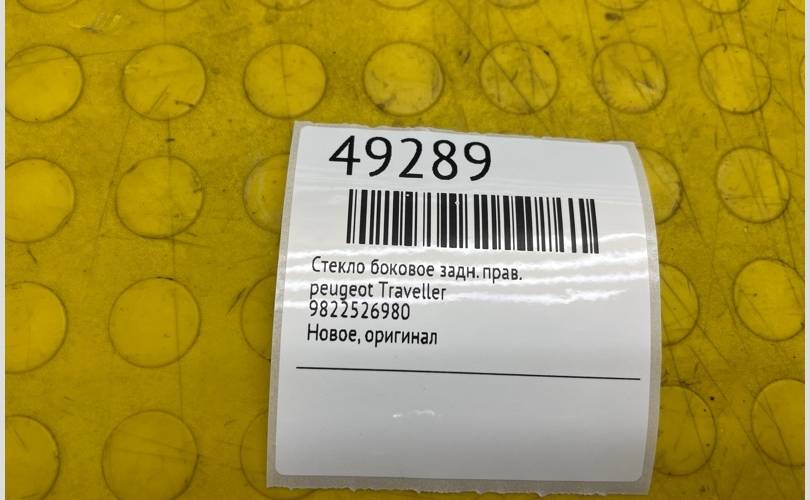 49289
Стекло боковое задн. прав.
peugeot Traveller
9822526980
Новое, оригинал